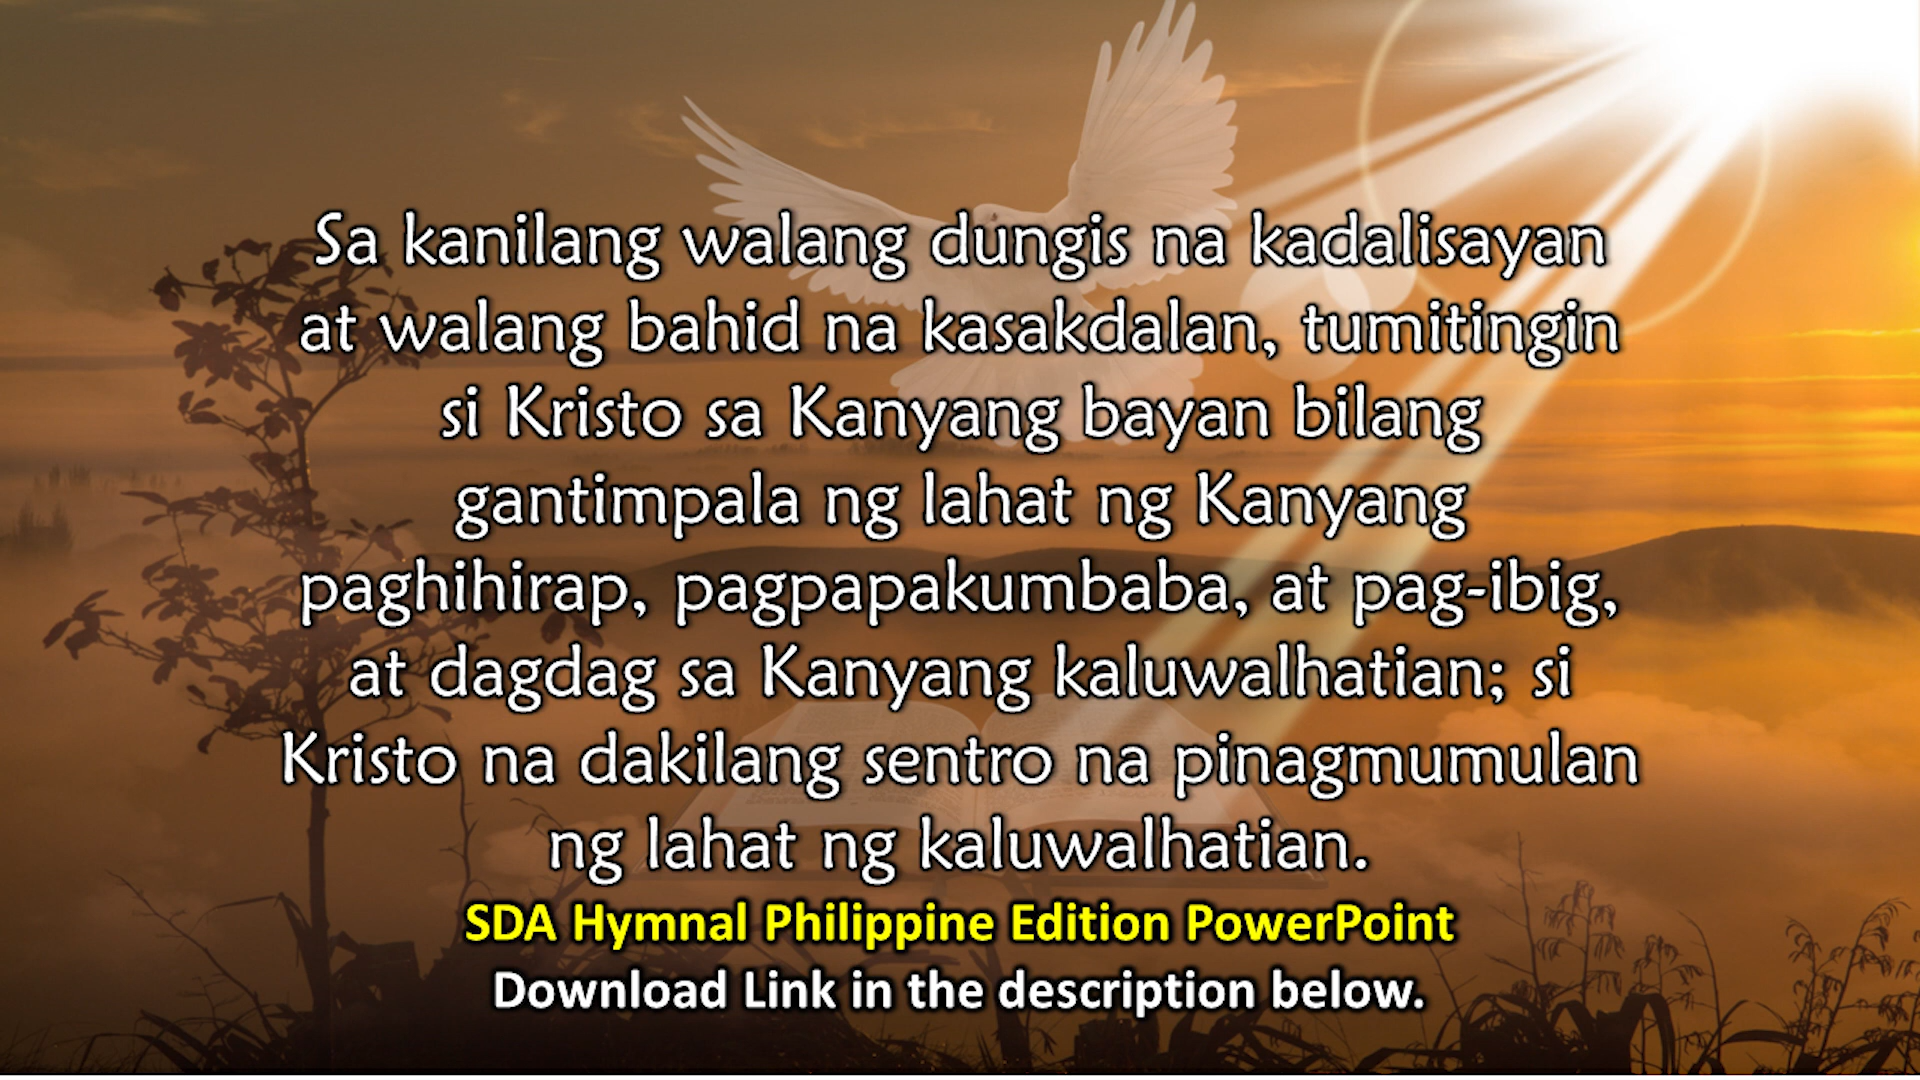 Sa kanilang walang dungis na kadalisayan
at walang bahid na kasakdalan, tumitingin
si Kristo sa Kanyang bayan bilang
gantimpala ng lahat ng Kanyang
paghihirap, pagpapakumbaba, at pag-ibig,
at dagdag sa Kanyang kaluwalhatian; si
Kristo na dakilang sentro na pinagmumulan
ng lahat ng kaluwalhatian.
SDA Hymnal Philippine Edition PowerPoint
Download Link in the description below.